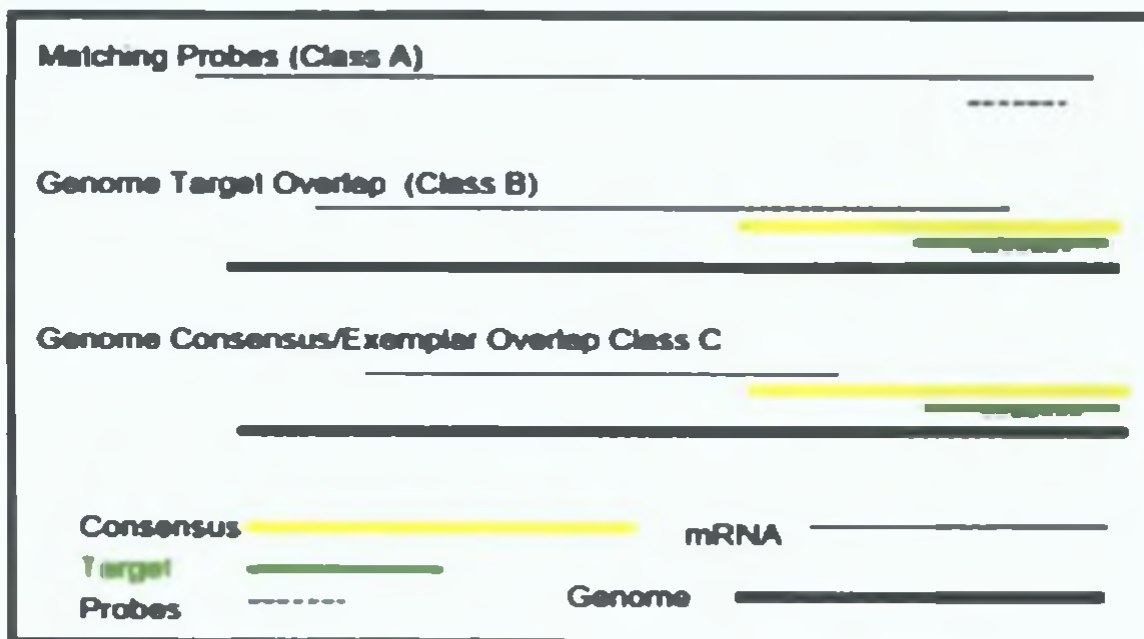 Matching Probes (Class A)
Genome Target Overlap (Class B)
Genome Consensus/Exemplar Overlap Class C
Consensus
mRNA
Target
Probes
Genome